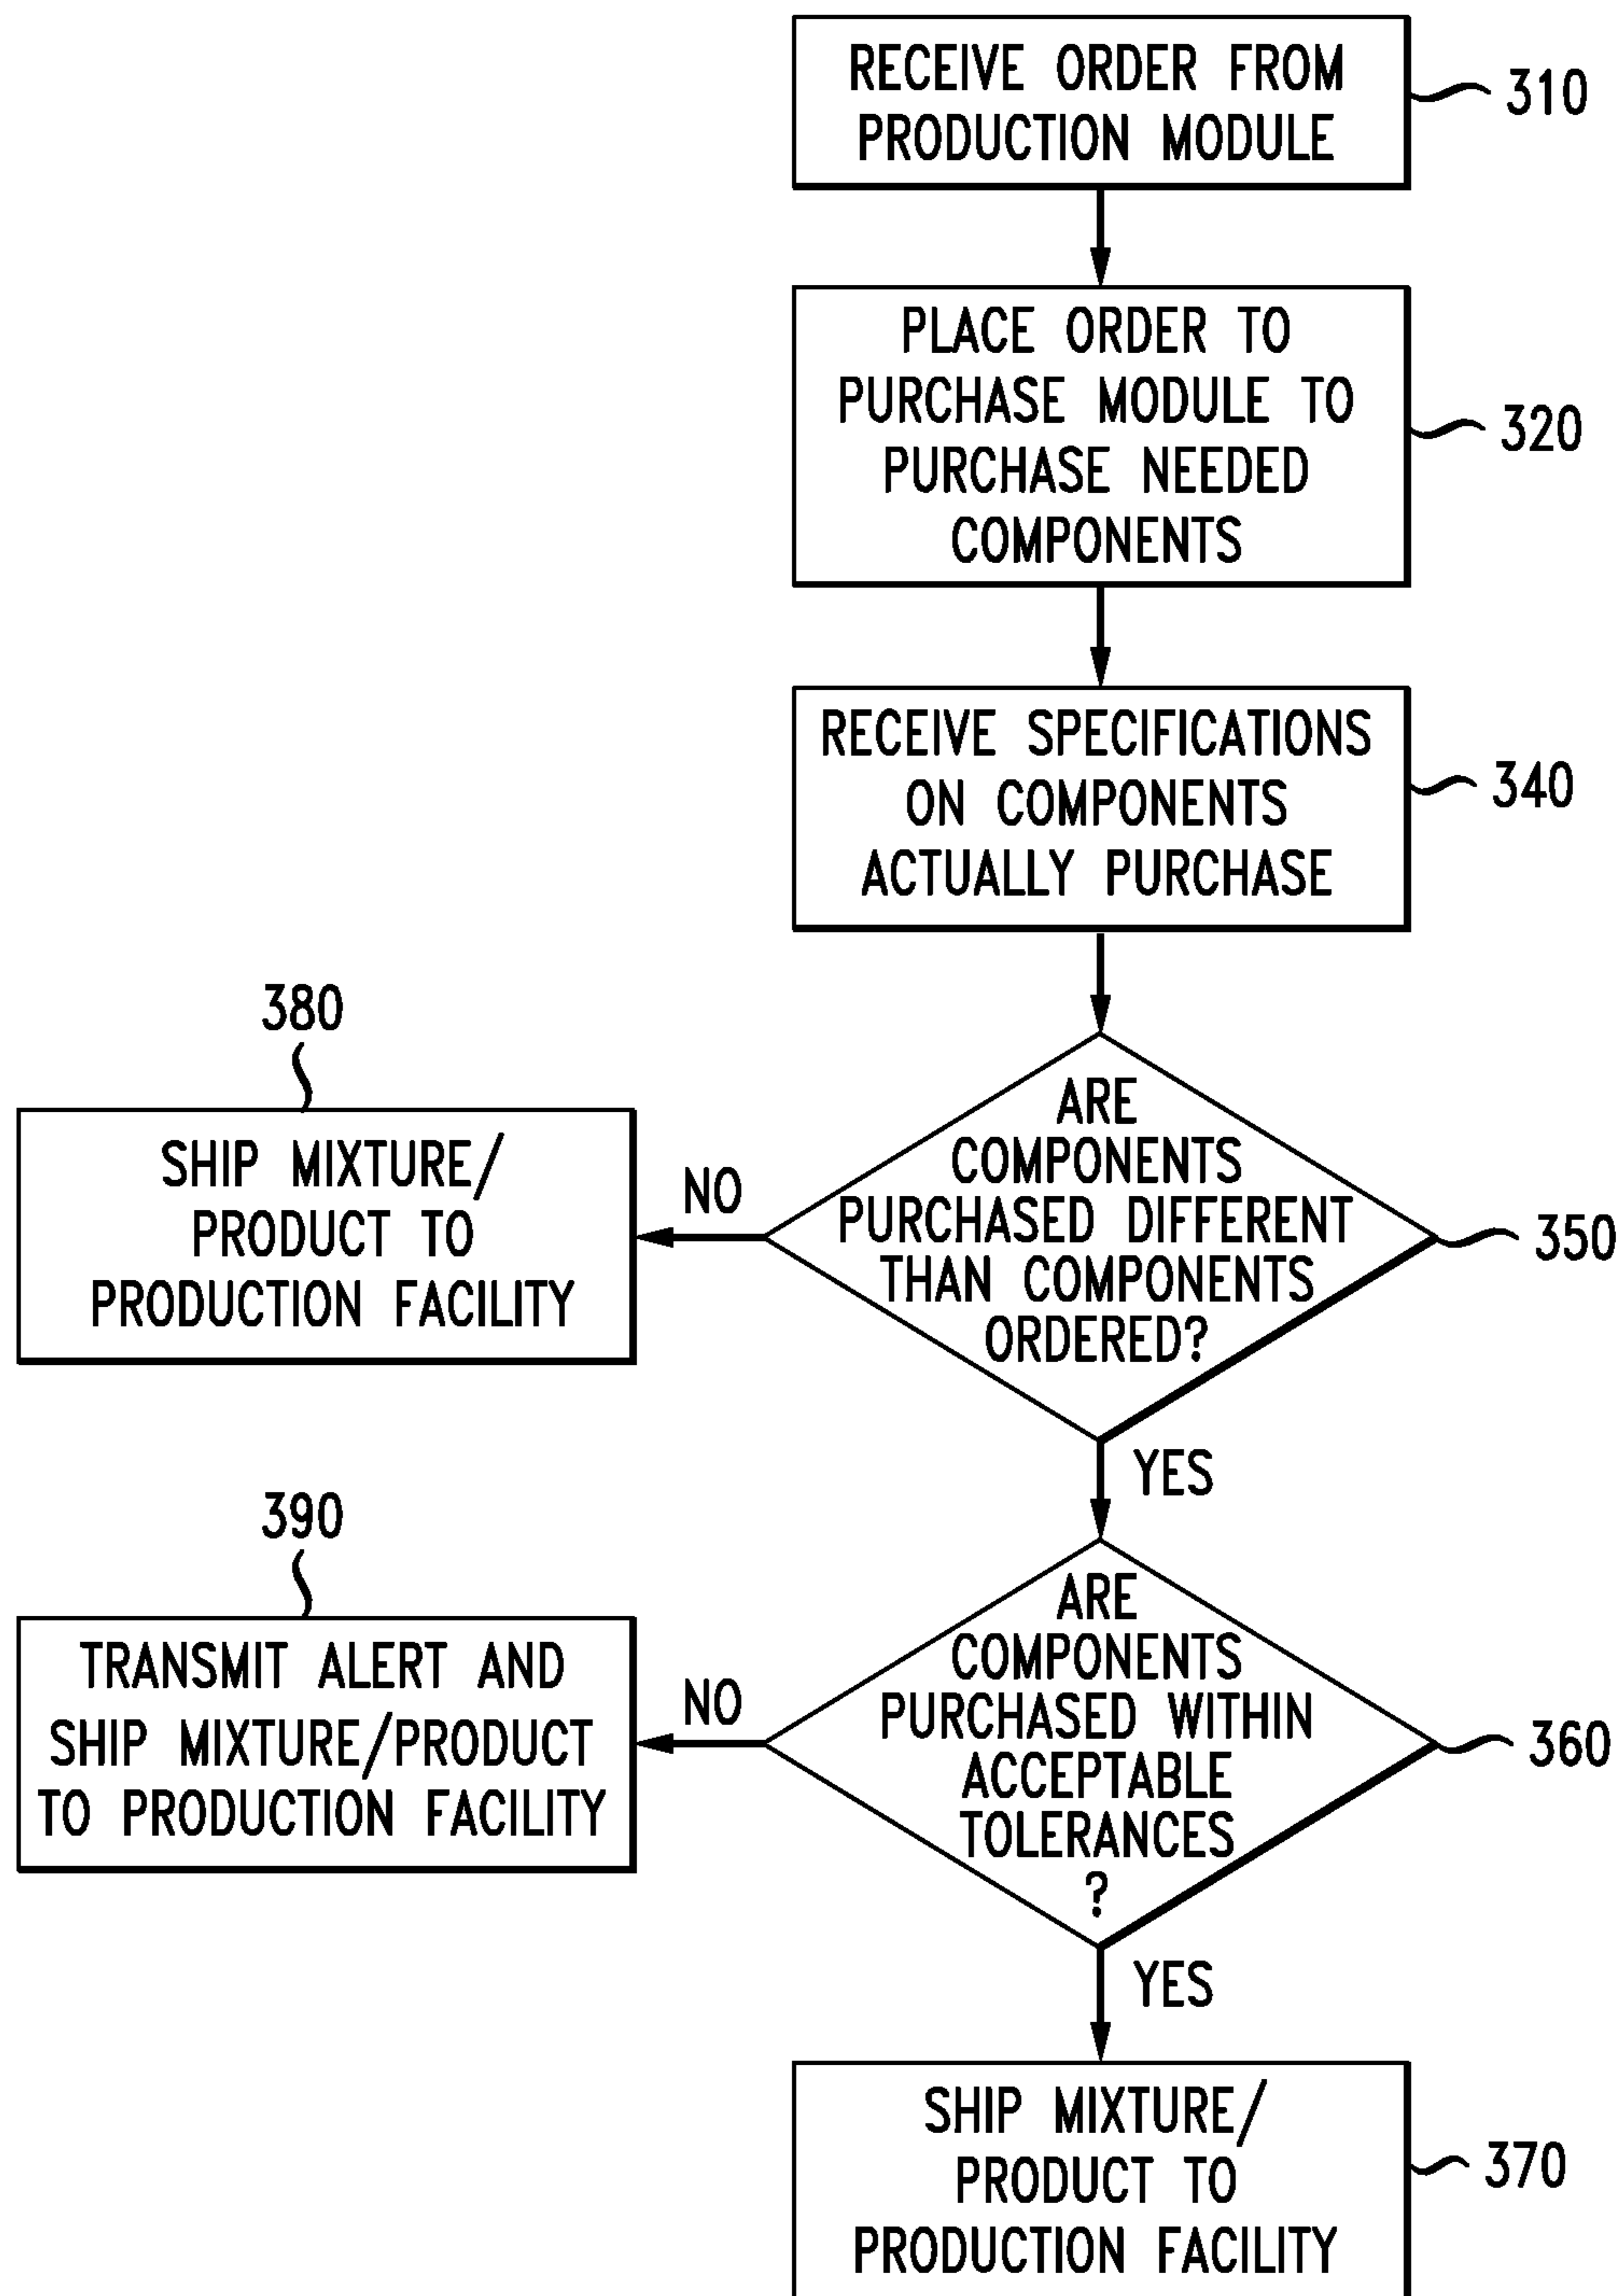 RECEIVE ORDER FROM
PRODUCTION MODULE
310
PLACE ORDER TO
PURCHASE MODULE TO
PURCHASE NEEDED
COMPONENTS
320
RECEIVE SPECIFICATIONS
ON COMPONENTS
ACTUALLY PURCHASE
340
ARE
COMPONENTS
PURCHASED DIFFERENT
THAN COMPONENTS
ORDERED?
350
NO
380
SHIP MIXTURE/
PRODUCT TO
PRODUCTION FACILITY
YES
ARE
COMPONENTS
PURCHASED WITHIN
ACCEPTABLE
TOLERANCES
?
360
NO
390
TRANSMIT ALERT AND
SHIP MIXTURE/PRODUCT
TO PRODUCTION FACILITY
YES
SHIP MIXTURE/
PRODUCT TO
PRODUCTION FACILITY
370